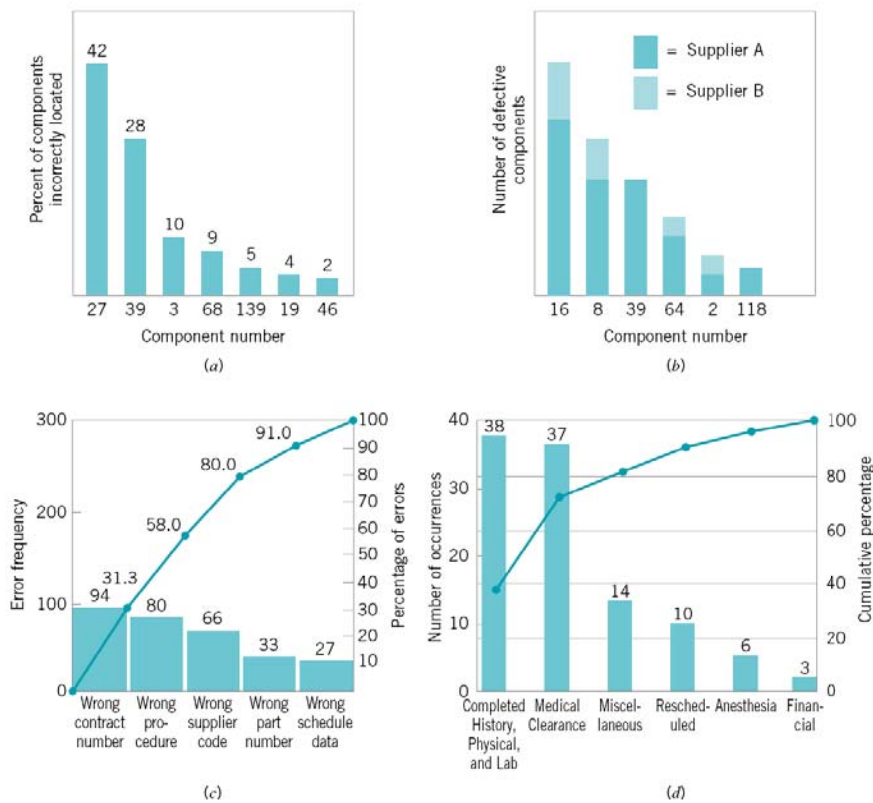 42
28
10
9
5
4
2
Percent of components
incorrectly located
27 39 3 68 139 19 46
Component number
(a)
= Supplier A
= Supplier B
Number of defective
components
16 8 39 64 2 118
Component number
(b)
300
200
100
0
Error frequency
94
80
66
33
27
31.3
58.0
80.0
91.0
100
90
80
70
60
50
40
30
20
10
Percentage of errors
Wrong
contract
number
Wrong
pro-
cedure
Wrong
supplier
code
Wrong
part
number
Wrong
schedule
data
(c)
40
30
20
10
0
Number of occurrences
38
37
14
10
6
3
100
80
60
40
20
0
Cumulative percentage
Completed
History,
Physical,
and Lab
Medical
Clearance
Miscel-
laneous
Resched-
uled
Anesthesia
Finan-
cial
(d)